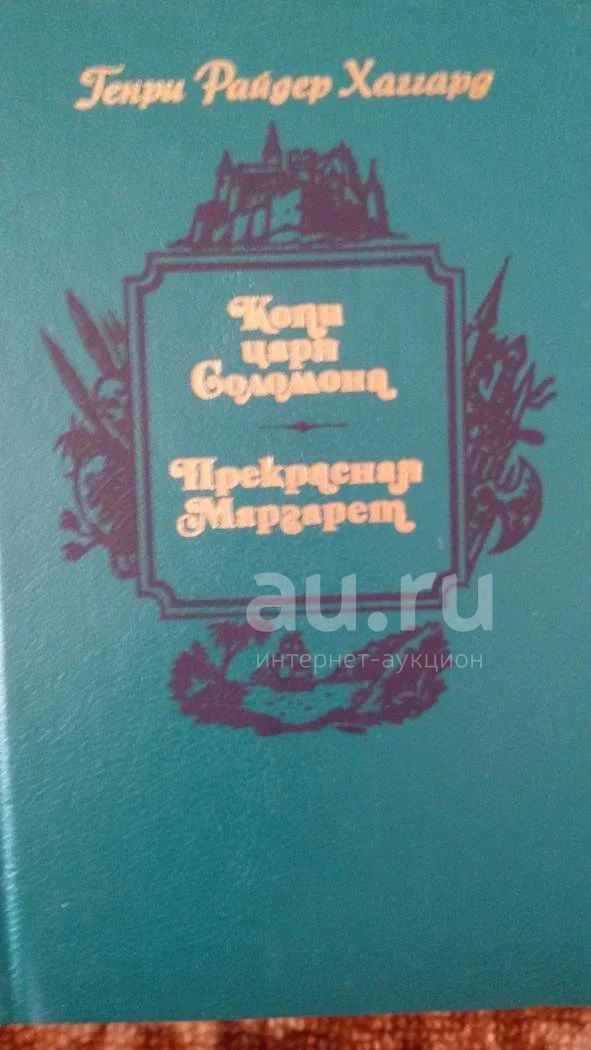 Генри Райдер Хаггард
Копи
царя
Соломона
Прекрасная
Маргарет
au.ru
интернет-аукцион